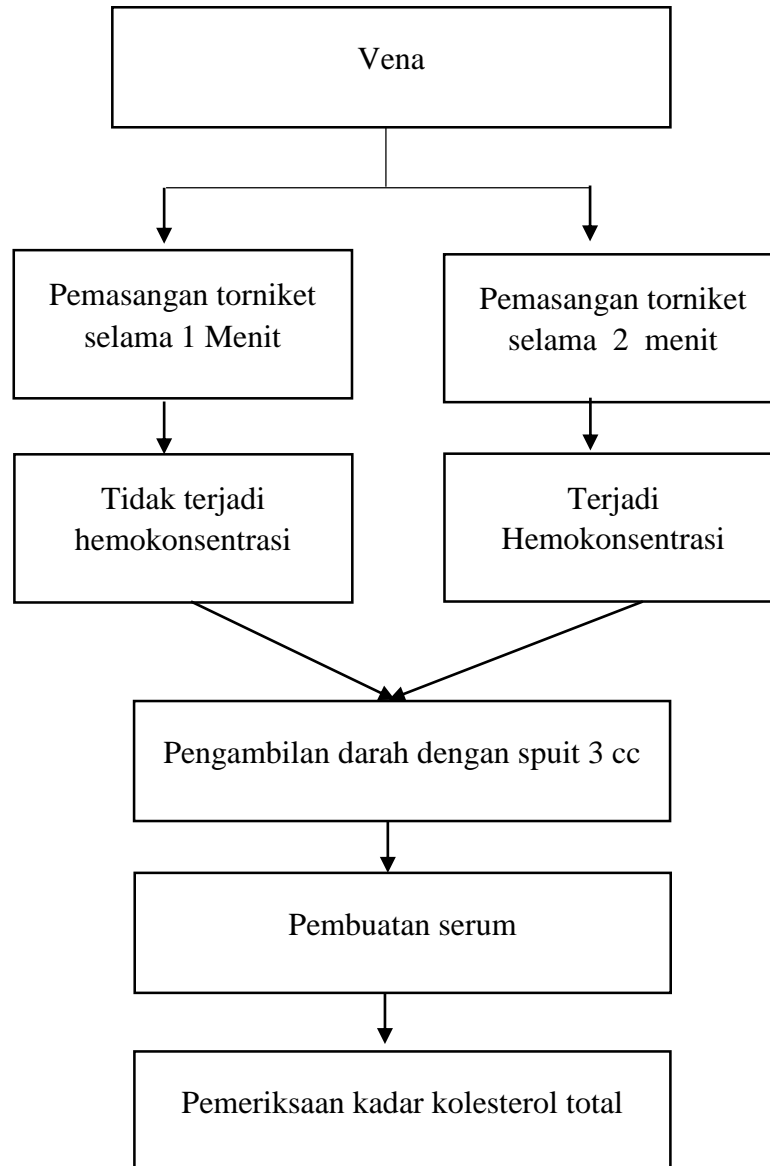 Vena
Pemasangan torniket
selama 1 Menit
Pemasangan torniket
selama 2 menit
Tidak terjadi
hemokonsentrasi
Terjadi
Hemokonsentrasi
Pengambilan darah dengan spuit 3 cc
Pembuatan serum
Pemeriksaan kadar kolesterol total